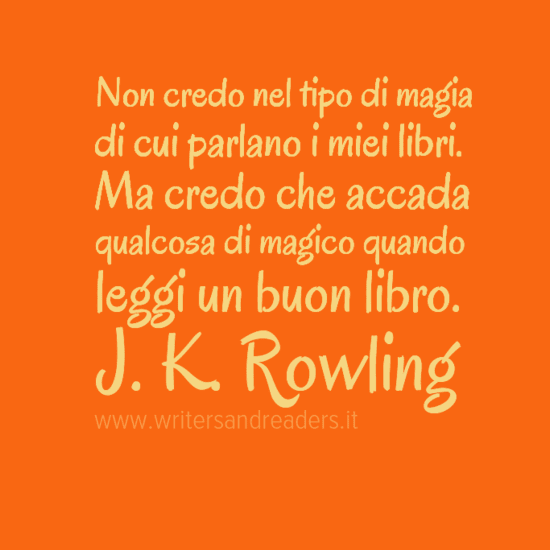 Non credo nel tipo di magia
di cui parlano i miei libri.
Ma credo che accada
qualcosa di magico quando
leggi un buon libro.
J. K. Rowling
www.writersandreaders.it